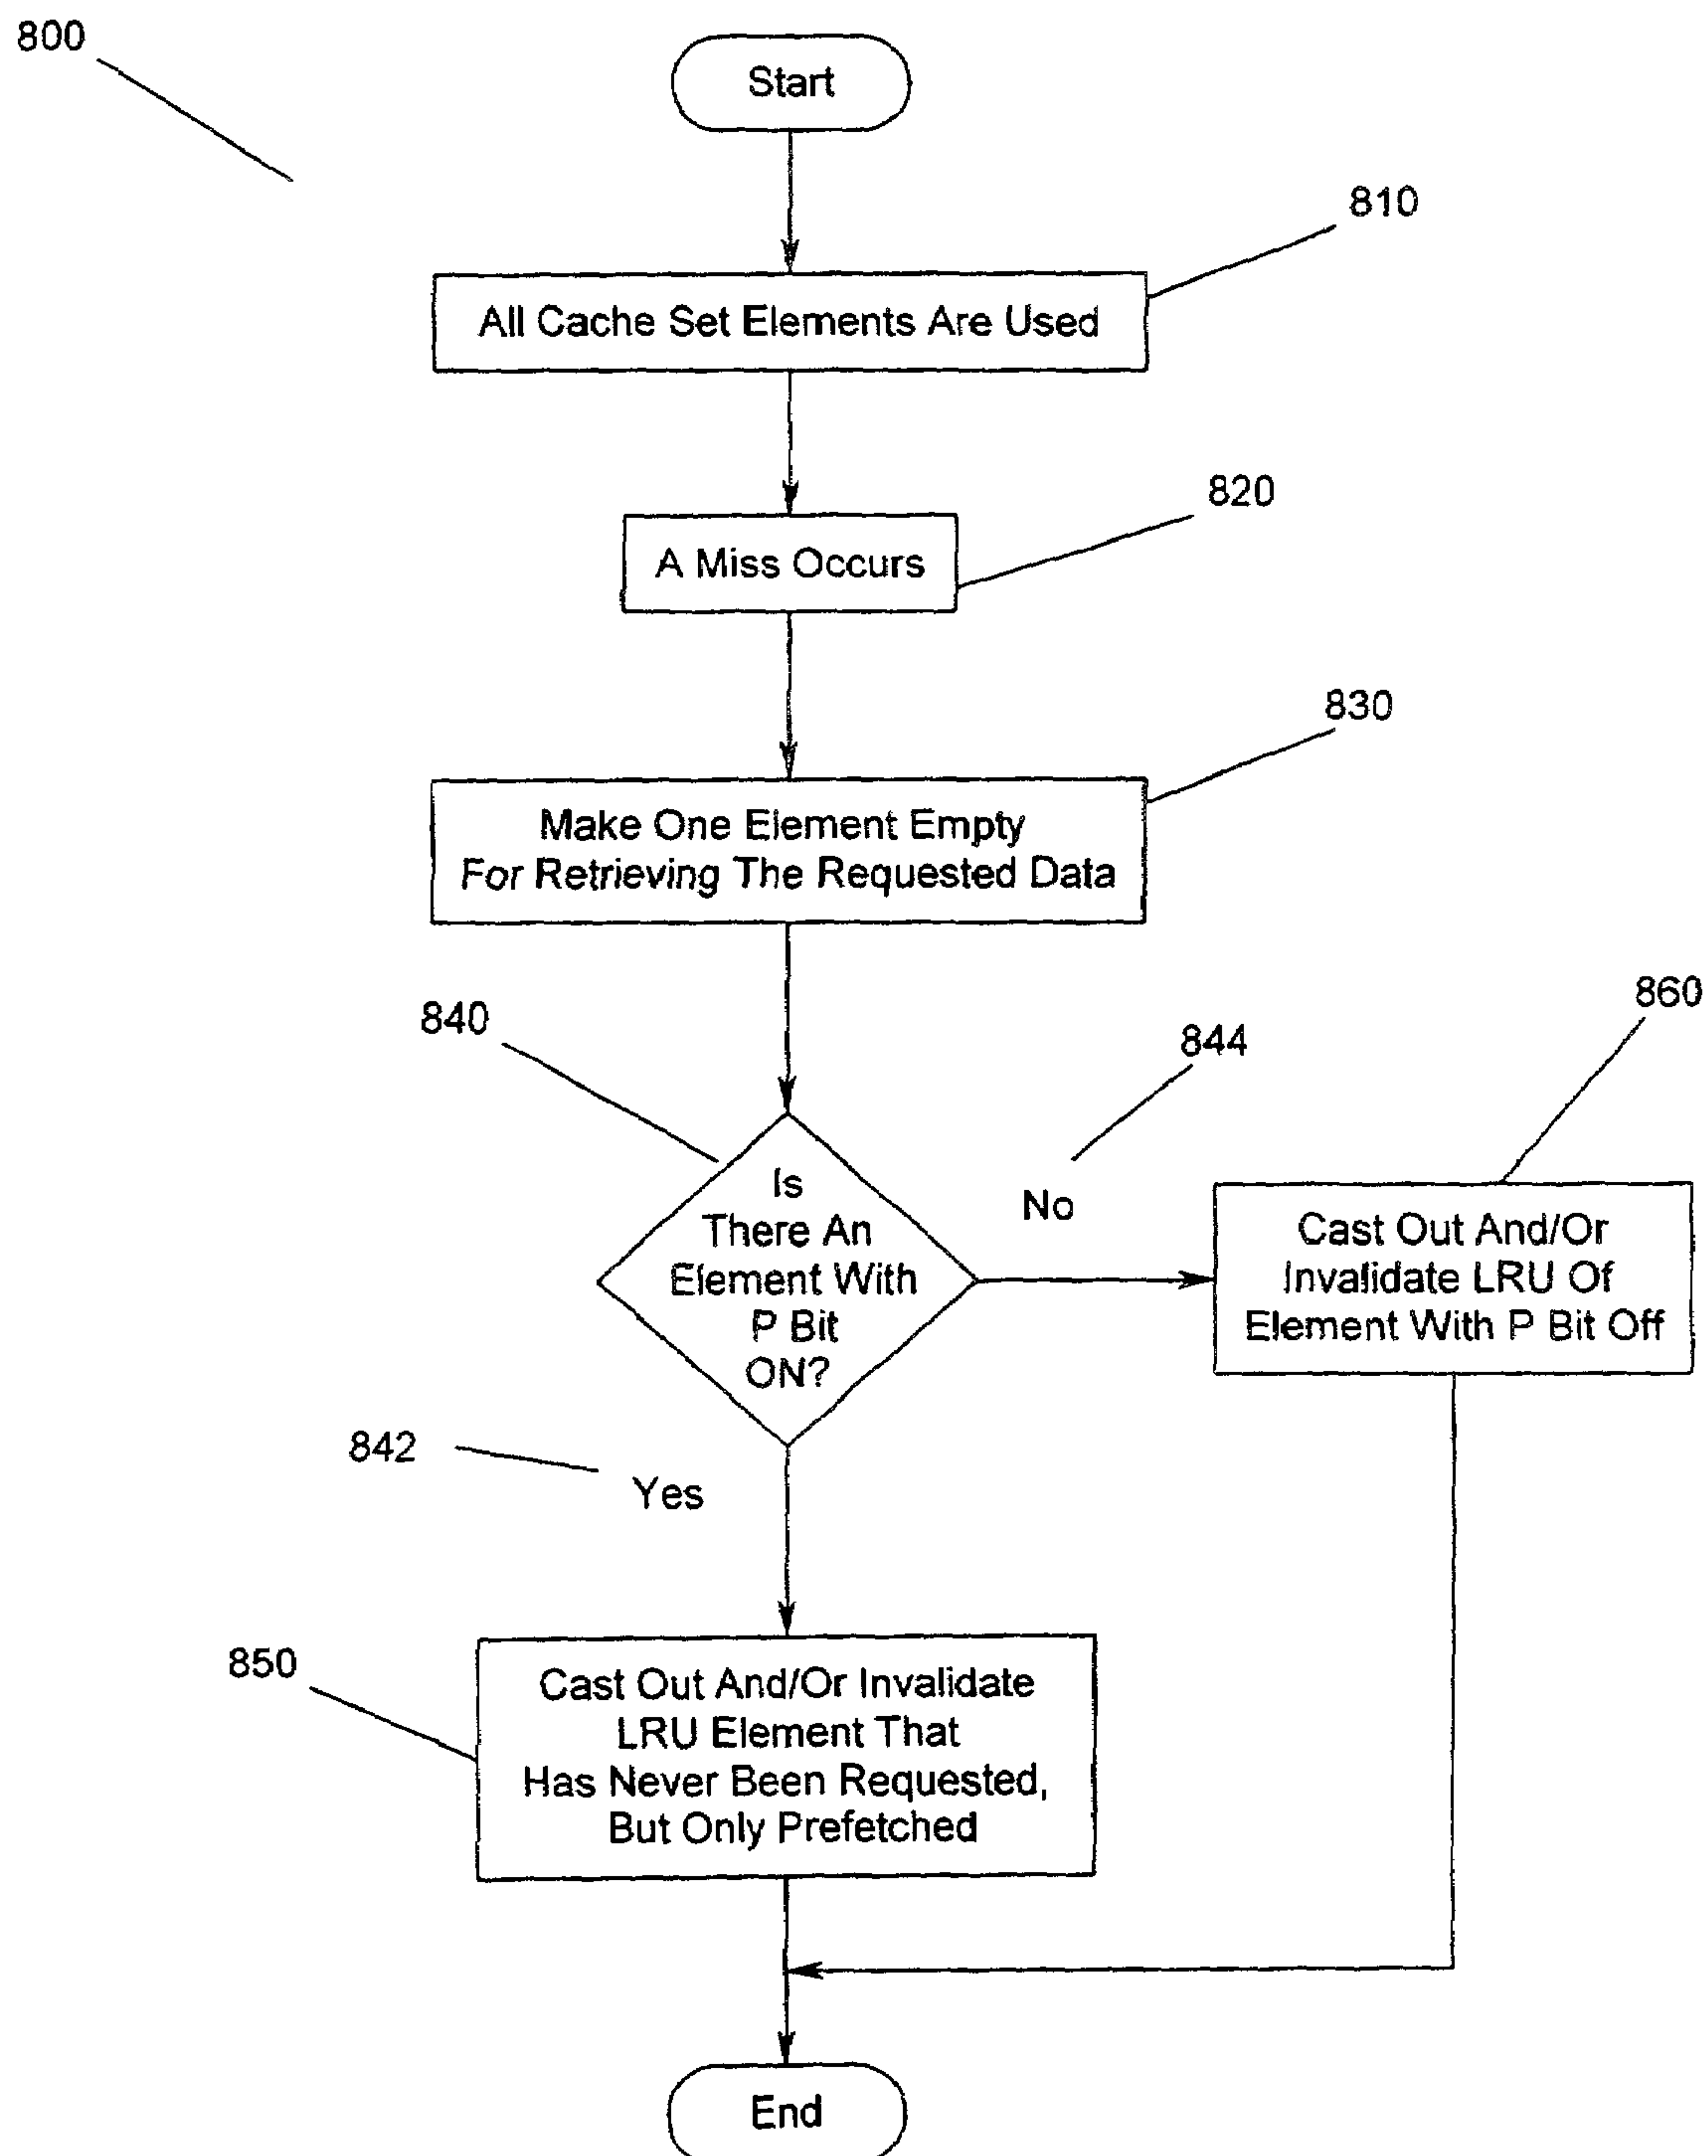 800
Start
810
All Cache Set Elements Are Used
820
A Miss Occurs
830
Make One Element Empty
For Retrieving The Requested Data
840
844
860
Is
There An
Element With
P Bit
ON?
No
Cast Out And/Or
Invalidate LRU Of
Element With P Bit Off
842
Yes
850
Cast Out And/Or Invalidate
LRU Element That
Has Never Been Requested,
But Only Prefetched
End